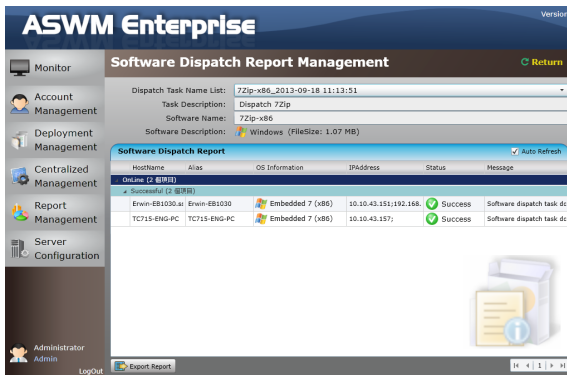 Version
ASWM Enterprise
Monitor
Account
Management
Deployment
Management
Centralized
Management
Report
Management
Server
Configuration
Administrator
Admin
LogOut
Software Dispatch Report Management
Return
Dispatch Task Name List: 7Zip-x86_2013-09-18 11:13:51
Task Description: Dispatch 7Zip
Software Name: 7Zip-x86
Software Description: Windows (FileSize: 1.07 MB)
Software Dispatch Report Auto Refresh
HostName Alias OS Information IPAddress Status Message
OnLine (2 個項目)
Successful (2 個項目)
Erwin-EB1030.s Erwin-EB1030 Embedded 7 (x86) 10.10.43.151;192.168. Success Software dispatch task do
TC715-ENG-PC TC715-ENG-PC Embedded 7 (x86) 10.10.43.157; Success Software dispatch task do
Export Report 1